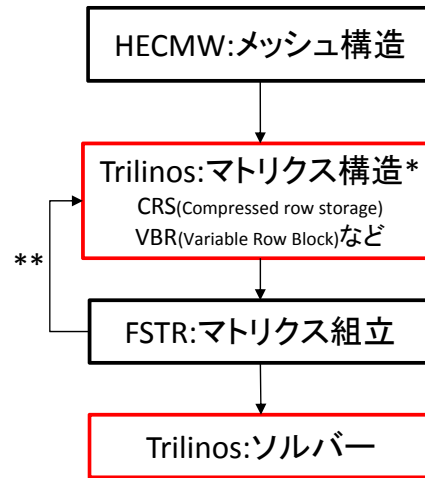 HECMW:メッシュ構造
Trilinos:マトリクス構造*
CRS(Compressed row storage)
VBR(Variable Row Block)など
**
FSTR:マトリクス組立
Trilinos:ソルバー